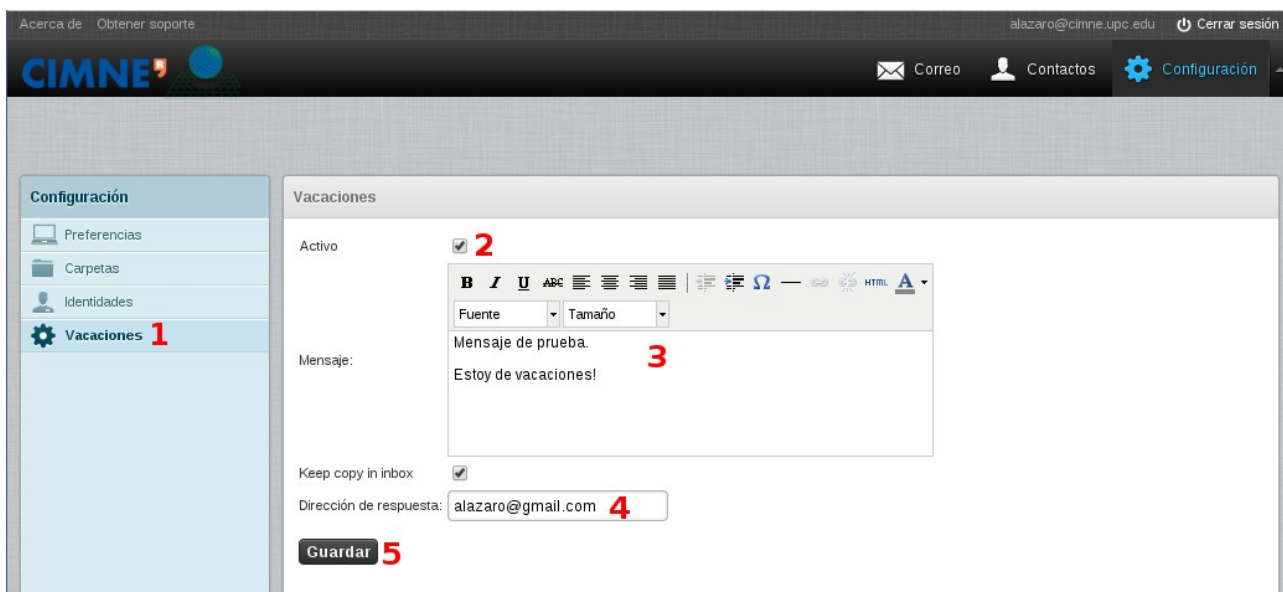 Acerca de Obtener soporte alazaro@cimne.upc.edu Cerrar sesión
CIMNE Correo Contactos Configuración
Configuración
Preferencias
Carpetas
Identidades
Vacaciones 1
Vacaciones
Activo 2
B I U ABC Ω HTML A
Fuente Tamaño
Mensaje:
Mensaje de prueba. 3
Estoy de vacaciones!
Keep copy in inbox
Dirección de respuesta: alazaro@gmail.com 4
Guardar 5